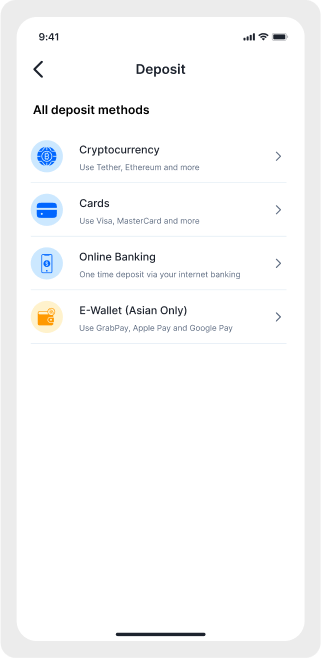 9:41
Deposit
All deposit methods
Cryptocurrency
Use Tether, Ethereum and more
Cards
Use Visa, MasterCard and more
Online Banking
One time deposit via your internet banking
E-Wallet (Asian Only)
Use GrabPay, Apple Pay and Google Pay